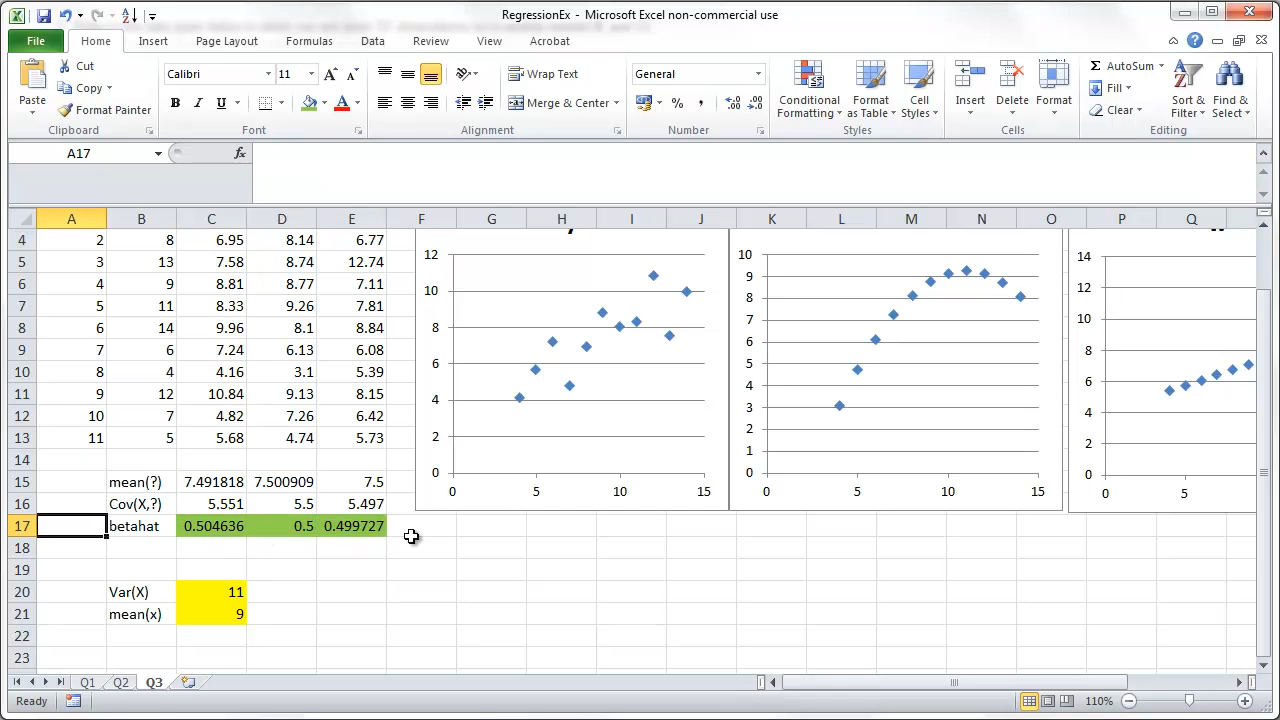 RegressionEx - Microsoft Excel non-commercial use
File Home Insert Page Layout Formulas Data Review View Acrobat
Paste
Cut
Copy
Format Painter
Clipboard
Calibri 11
B I U
Font
Wrap Text
Merge & Center
Alignment
General
Number
Conditional Formatting
Format as Table
Cell Styles
Styles
Insert Delete Format
Cells
AutoSum
Fill
Clear
Sort & Filter
Find & Select
Editing
A17 fx
A B C D E F G H I J K L M N O P Q
4 2 8 6.95 8.14 6.77
5 3 13 7.58 8.74 12.74
6 4 9 8.81 8.77 7.11
7 5 11 8.33 9.26 7.81
8 6 14 9.96 8.1 8.84
9 7 6 7.24 6.13 6.08
10 8 4 4.16 3.1 5.39
11 9 12 10.84 9.13 8.15
12 10 7 4.82 7.26 6.42
13 11 5 5.68 4.74 5.73
14
15 mean(?) 7.491818 7.500909 7.5
16 Cov(X,?) 5.551 5.5 5.497
17 betahat 0.504636 0.5 0.499727
18
19
20 Var(X) 11
21 mean(x) 9
22
23
12
10
8
6
4
2
0
0 5 10 15
10
9
8
7
6
5
4
3
2
1
0
0 5 10 15
14
12
10
8
6
4
2
0
0 5
Q1 Q2 Q3
Ready
110%